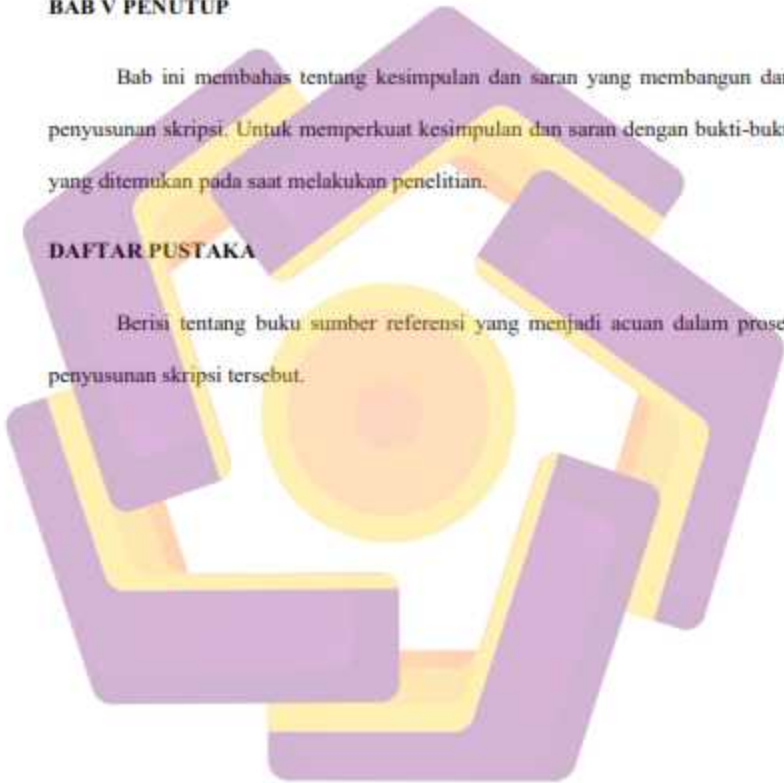 BAB V PENUTUP
Bab ini membahas tentang kesimpulan dan saran yang membangun dar
penyusunan skripsi. Untuk memperkuat kesimpulan dan saran dengan bukti-bukt
yang ditemukan pada saat melakukan penelitian.
DAFTAR PUSTAKA
Berisi tentang buku sumber referensi yang menjadi acuan dalam prose
penyusunan skripsi tersebut.